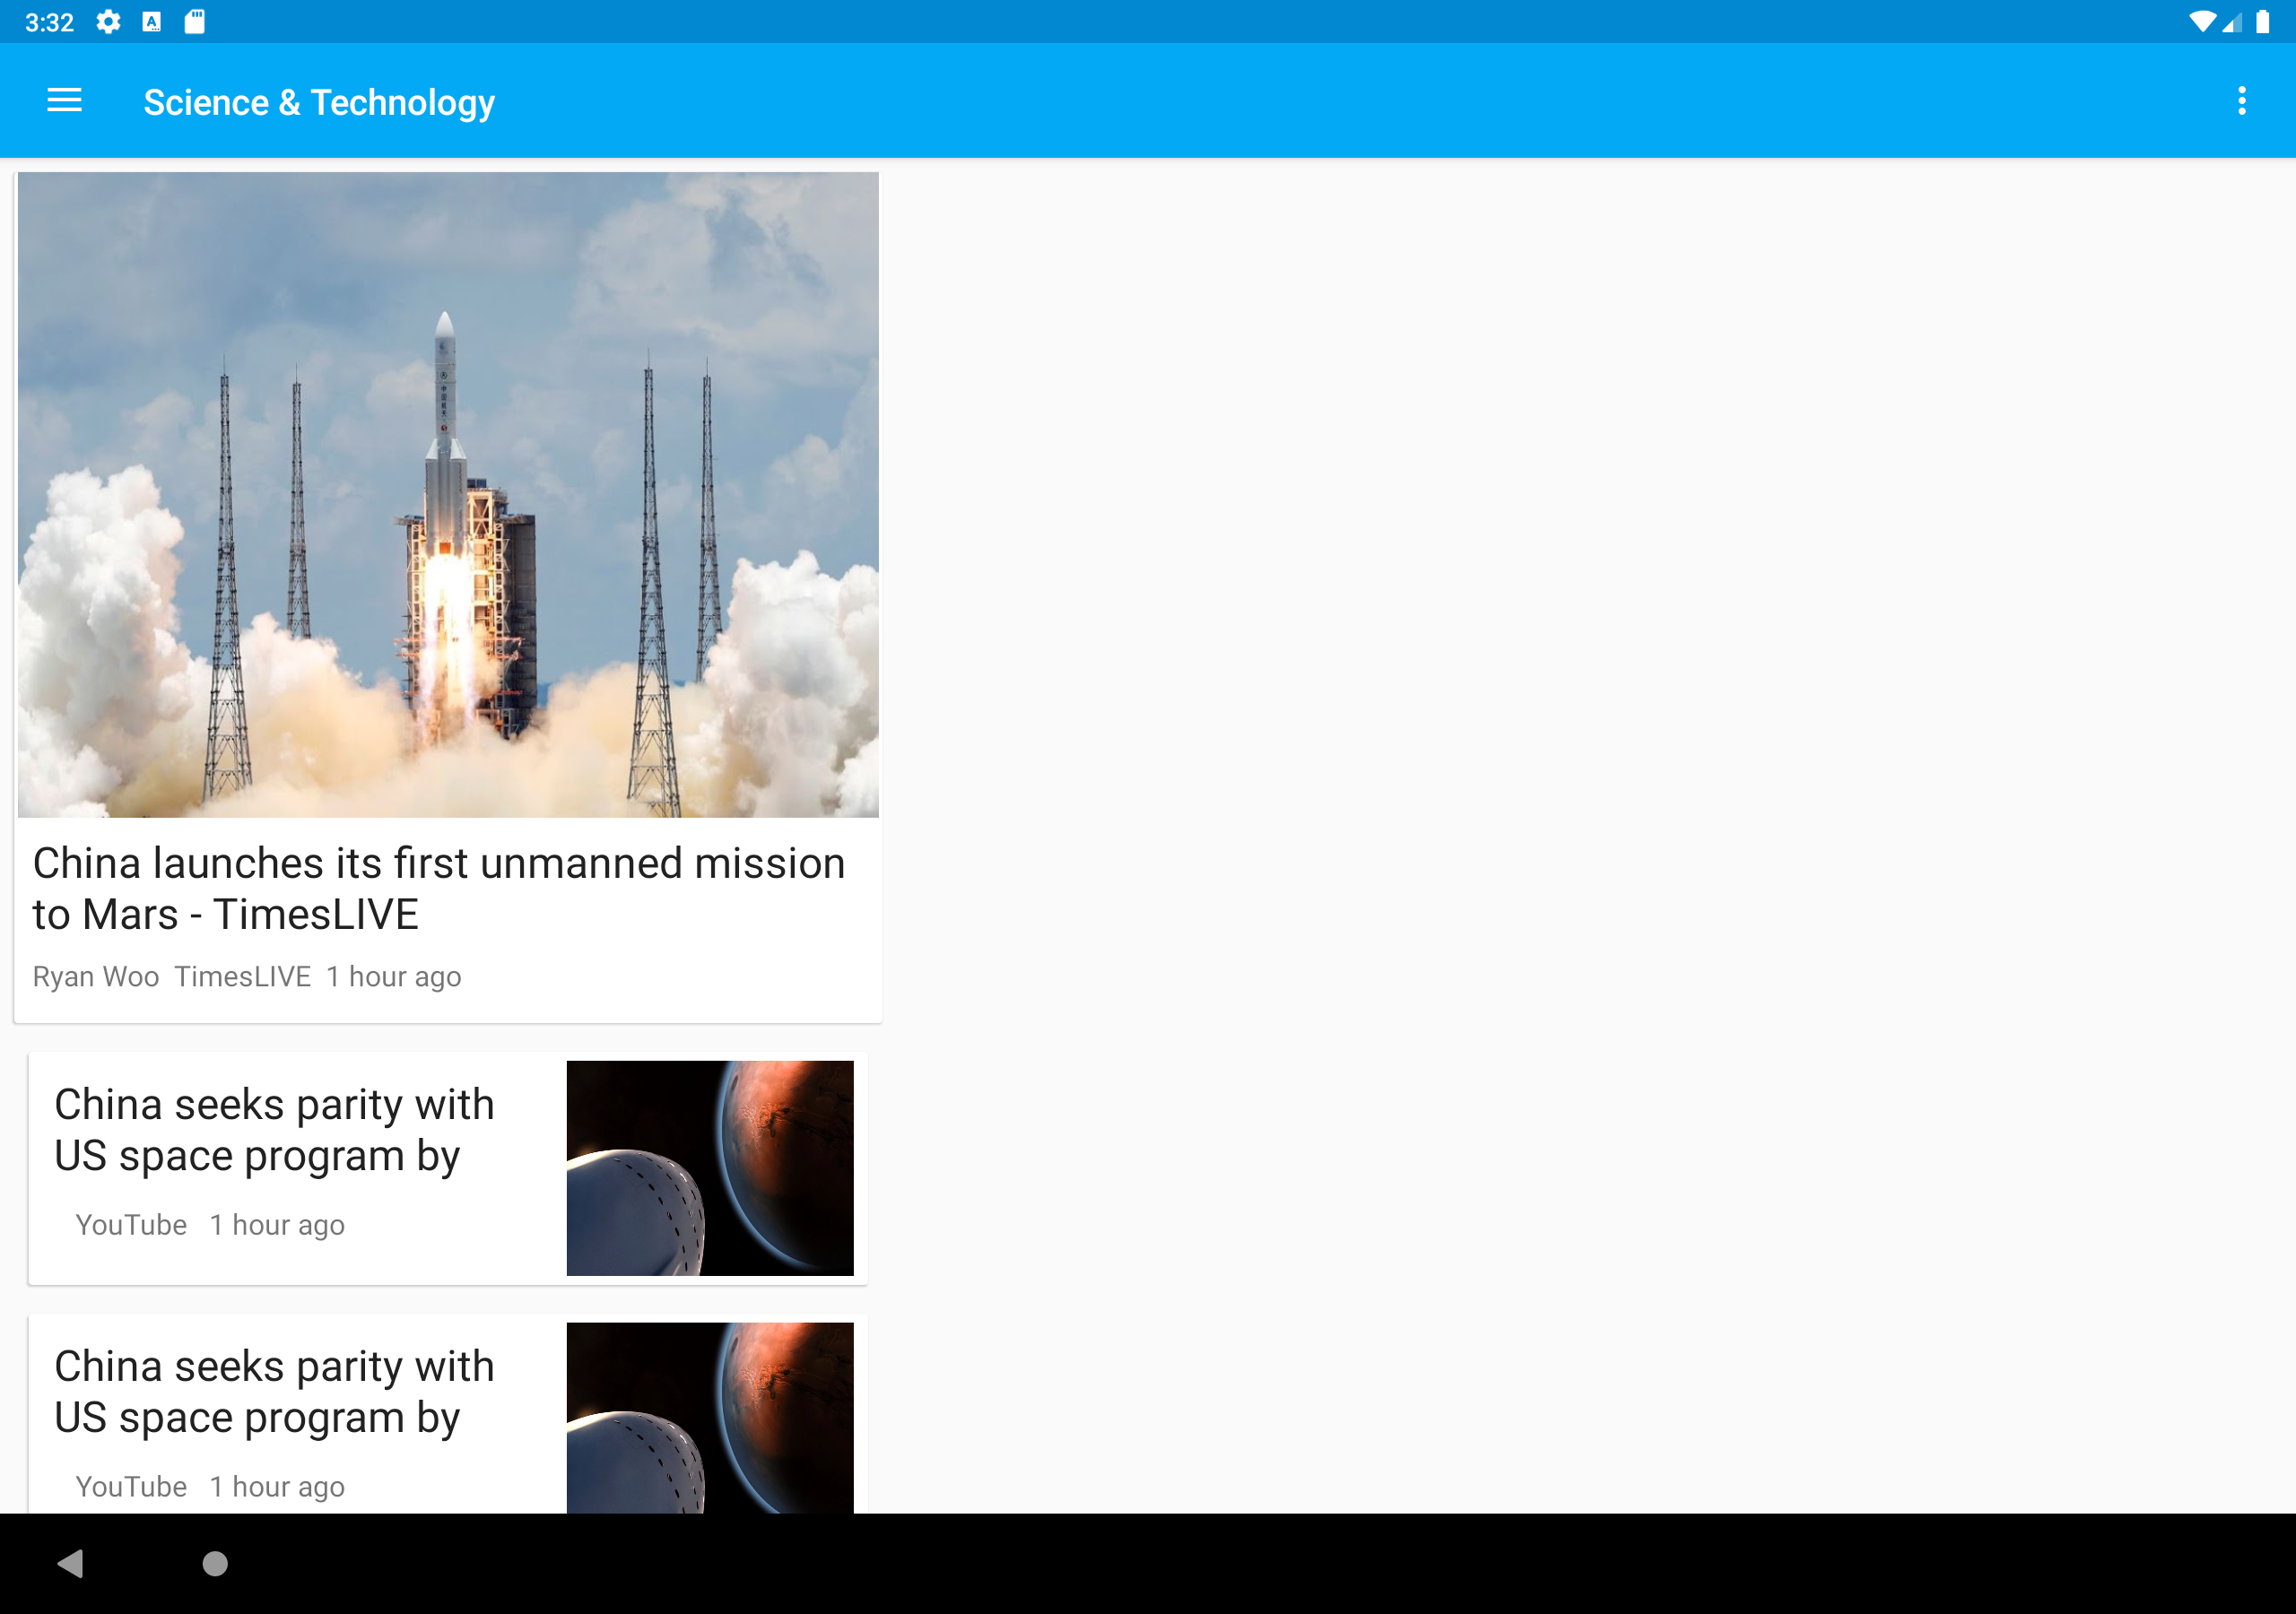 3:32
Science & Technology
China launches its first unmanned mission
to Mars - TimesLIVE
Ryan Woo TimesLIVE 1 hour ago
China seeks parity with
US space program by
YouTube 1 hour ago
China seeks parity with
US space program by
YouTube 1 hour ago